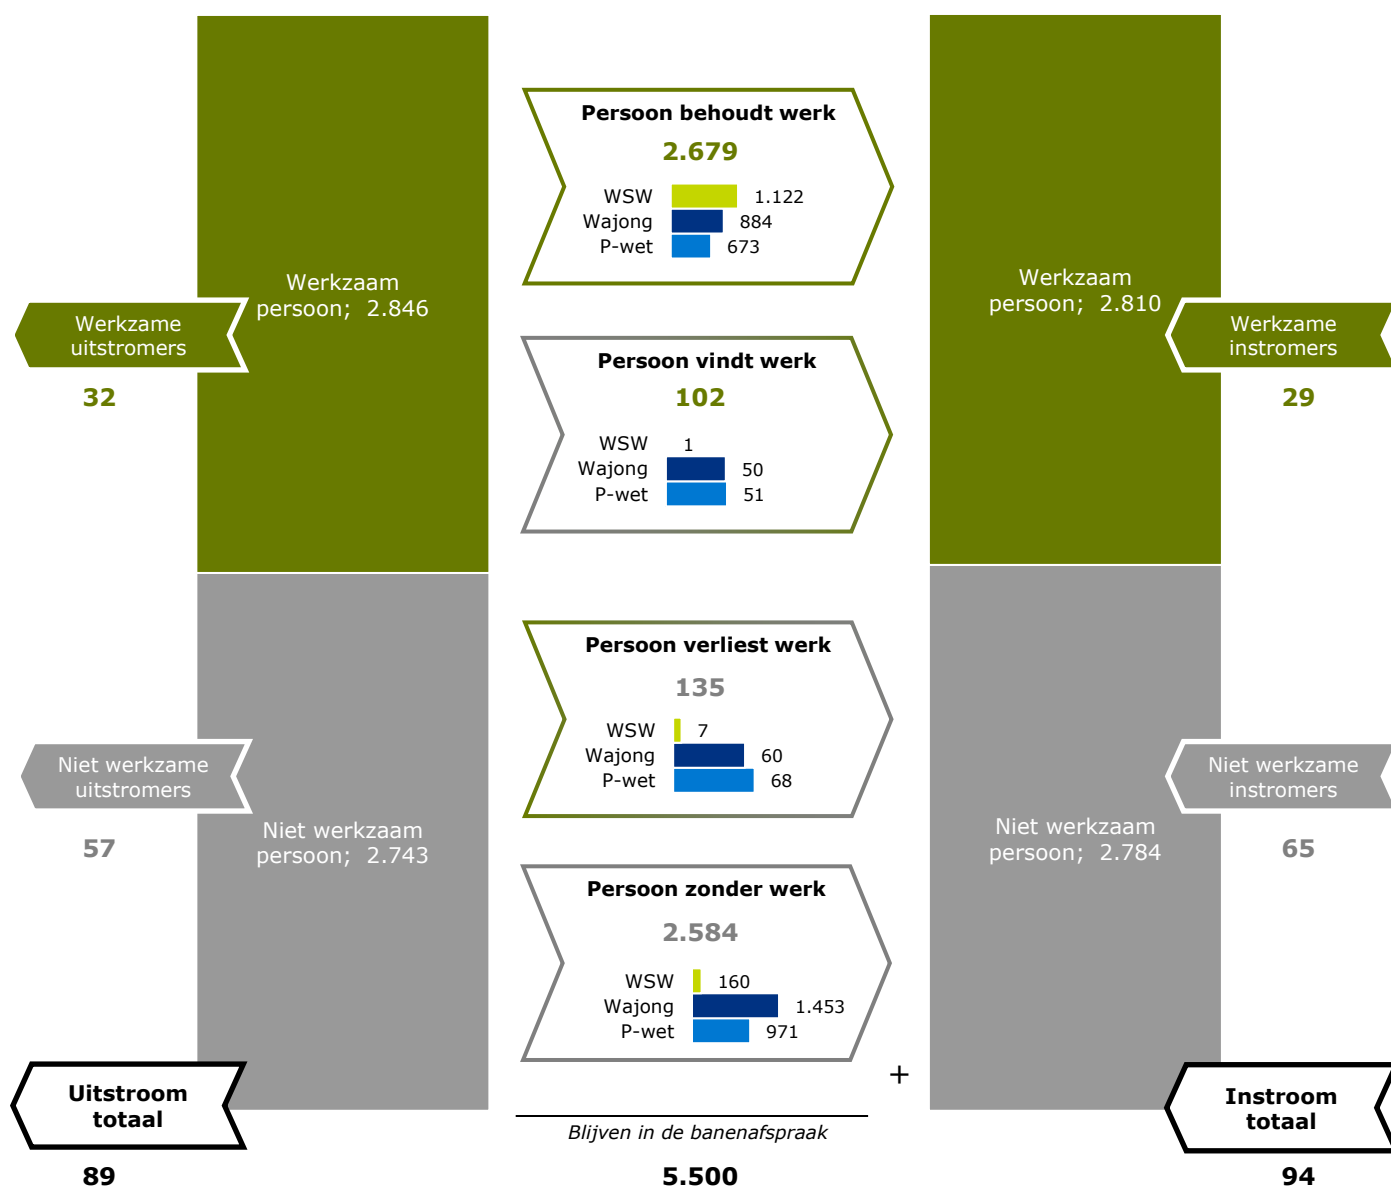 Werkzaam
persoon; 2.846
Werkzame
uitstromers
32
Niet werkzame
uitstromers
57
Niet werkzaam
persoon; 2.743
Uitstroom
totaal
89
Persoon behoudt werk
2.679
WSW 1.122
Wajong 884
P-wet 673
Persoon vindt werk
102
WSW 1
Wajong 50
P-wet 51
Persoon verliest werk
135
WSW 7
Wajong 60
P-wet 68
Persoon zonder werk
2.584
WSW 160
Wajong 1.453
P-wet 971
+
Blijven in de banenafspraak
5.500
Werkzaam
persoon; 2.810
Werkzame
instromers
29
Niet werkzame
instromers
65
Niet werkzaam
persoon; 2.784
Instroom
totaal
94